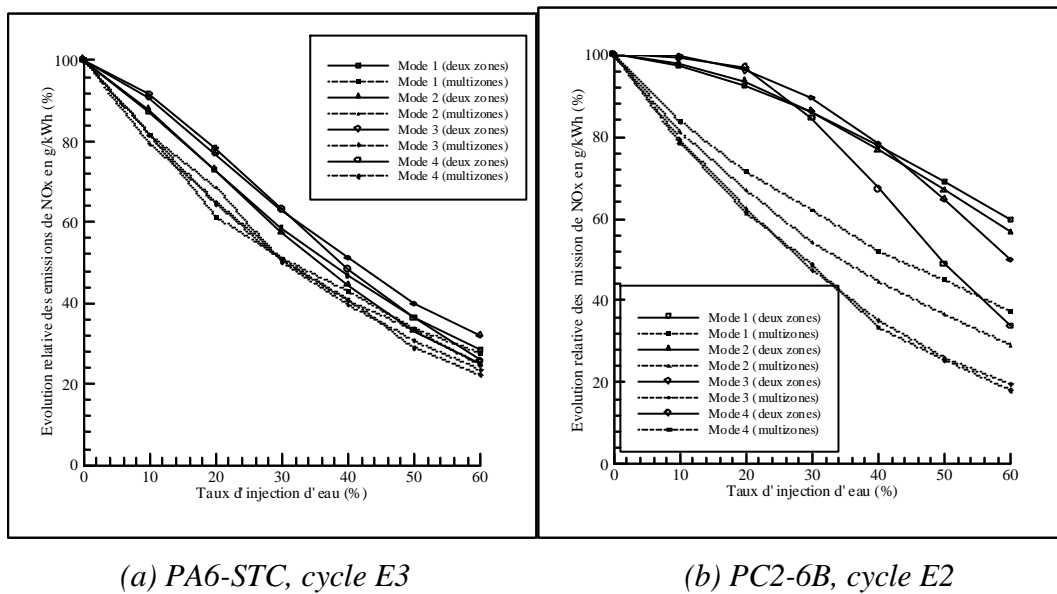 Evolution relative des emissions de NOx en g/kWh (%)
100
80
60
40
20
0
Mode 1 (deux zones)
Mode 1 (multizones)
Mode 2 (deux zones)
Mode 2 (multizones)
Mode 3 (deux zones)
Mode 3 (multizones)
Mode 4 (deux zones)
Mode 4 (multizones)
0 10 20 30 40 50 60
Taux d'injection d'eau (%)
(a) PA6-STC, cycle E3
Evolution relative des mission de NOx en g/kWh (%)
100
80
60
40
20
0
Mode 1 (deux zones)
Mode 1 (multizones)
Mode 2 (deux zones)
Mode 2 (multizones)
Mode 3 (deux zones)
Mode 3 (multizones)
Mode 4 (deux zones)
Mode 4 (multizones)
0 10 20 30 40 50 60
Taux d'injection d'eau (%)
(b) PC2-6B, cycle E2